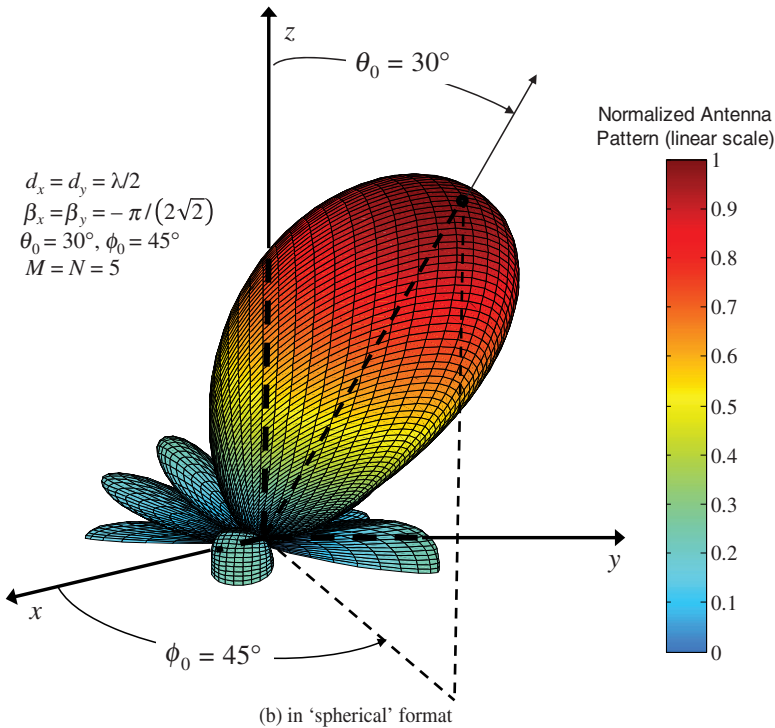 z
θ₀ = 30°
Normalized Antenna
Pattern (linear scale)
dₓ = dᵧ = λ/2
βₓ = βᵧ = − π/(2√2)
θ₀ = 30°, ϕ₀ = 45°
M = N = 5
1
0.9
0.8
0.7
0.6
0.5
0.4
0.3
0.2
0.1
0
y
x
ϕ₀ = 45°
(b) in ‘spherical’ format